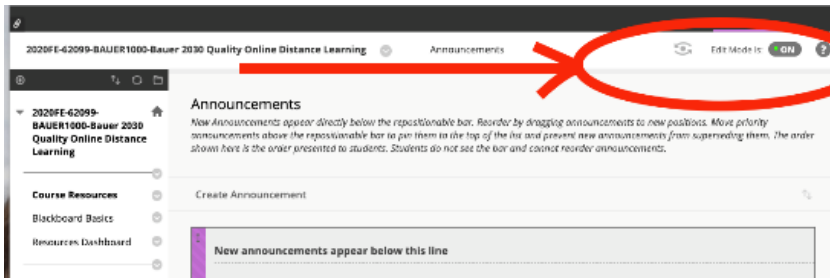 2020FE-62099-BAUER1000-Bauer 2030 Quality Online Distance Learning
Announcements
Edit Mode is:
ON
?
2020FE-62099-
BAUER1000-Bauer 2030
Quality Online Distance
Learning
Course Resources
Blackboard Basics
Resources Dashboard
Announcements
New Announcements appear directly below the repositionable bar. Reorder by dragging announcements to new positions. Move priority
announcements above the repositionable bar to pin them to the top of the list and prevent new announcements from superseding them. The order
shown here is the order presented to students. Students do not see the bar and cannot reorder announcements.
Create Announcement
New announcements appear below this line